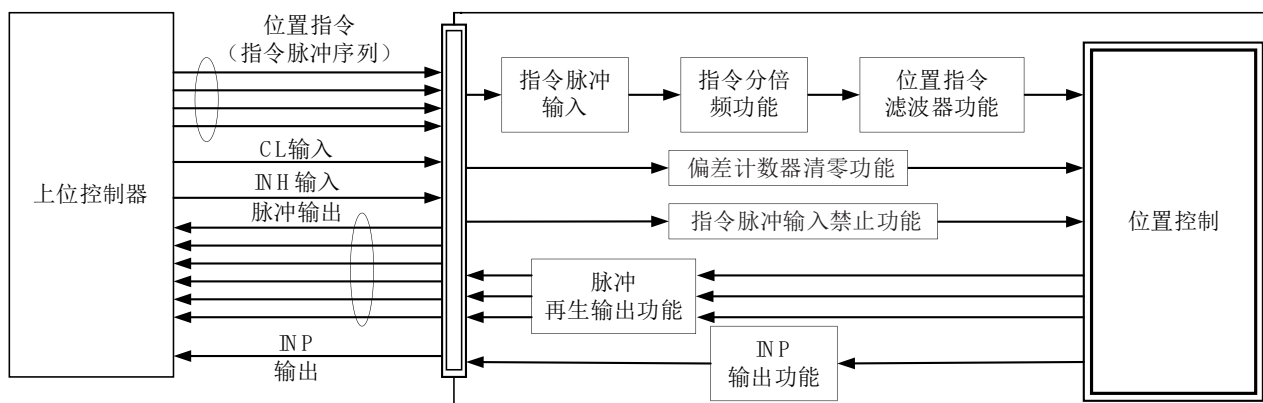 位置指令
（指令脉冲序列）
CL输入
INH输入
脉冲输出
INP
输出
上位控制器
指令脉冲
输入
指令分倍
频功能
位置指令
滤波器功能
偏差计数器清零功能
指令脉冲输入禁止功能
脉冲
再生输出功能
INP
输出功能
位置控制